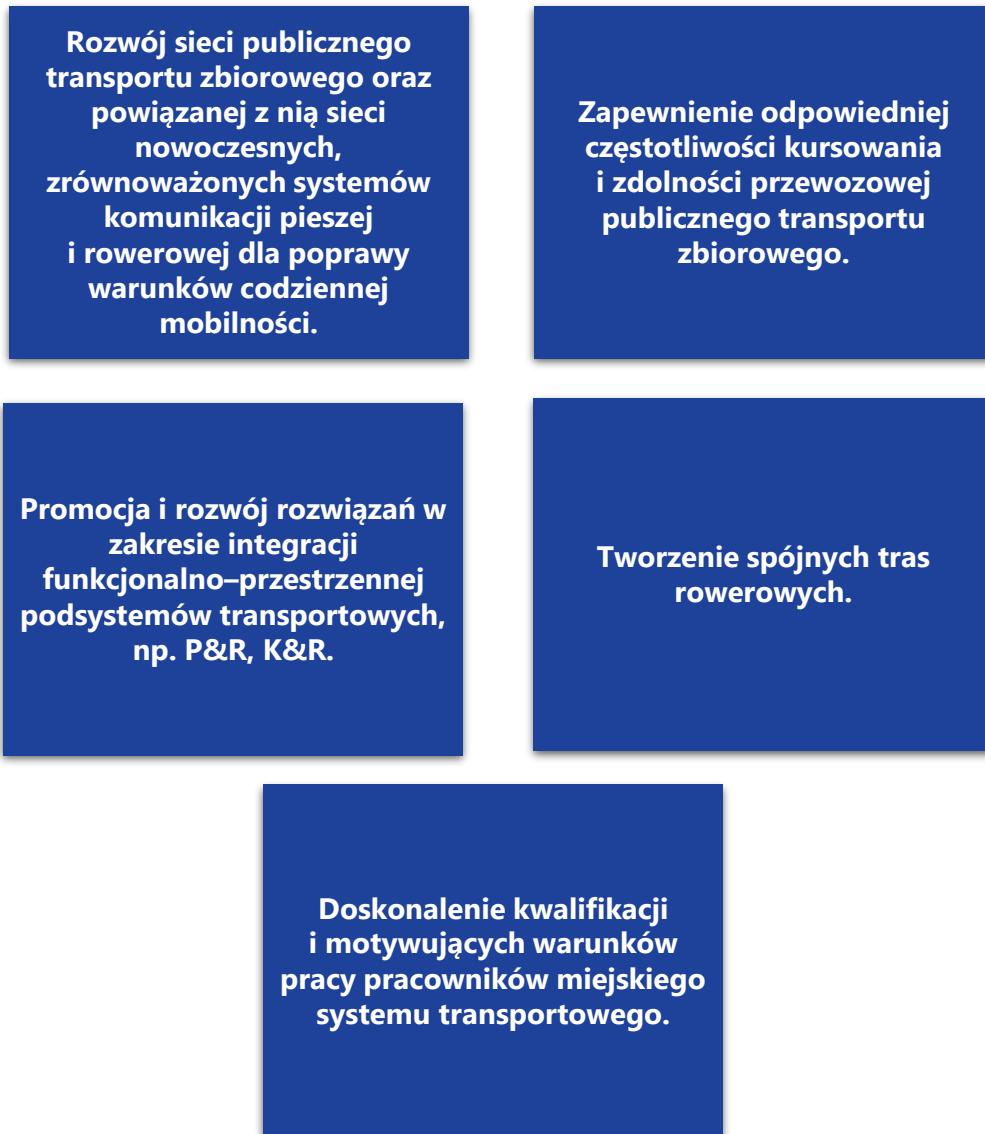 Rozwój sieci publicznego
transportu zbiorowego oraz
powiązanej z nią sieci
nowoczesnych,
zrównoważonych systemów
komunikacji pieszej
i rowerowej dla poprawy
warunków codziennej
mobilności.
Zapewnienie odpowiedniej
częstotliwości kursowania
i zdolności przewozowej
publicznego transportu
zbiorowego.
Promocja i rozwój rozwiązań w
zakresie integracji
funkcjonalno–przestrzennej
podsystemów transportowych,
np. P&R, K&R.
Tworzenie spójnych tras
rowerowych.
Doskonalenie kwalifikacji
i motywujących warunków
pracy pracowników miejskiego
systemu transportowego.